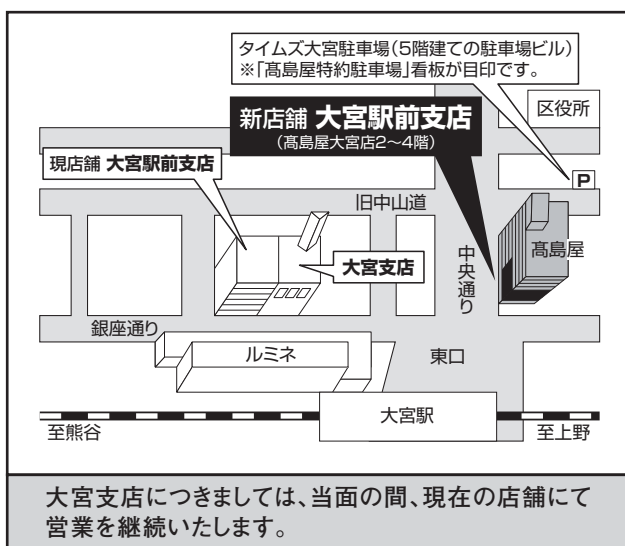 タイムズ大宮駐車場(5階建ての駐車場ビル)
※「髙島屋特約駐車場」看板が目印です。
区役所
新店舗 大宮駅前支店
(髙島屋大宮店2〜4階)
現店舗 大宮駅前支店
P
旧中山道
大宮支店
中央通り
髙島屋
銀座通り
ルミネ
東口
大宮駅
至熊谷
至上野
大宮支店につきましては、当面の間、現在の店舗にて
営業を継続いたします。